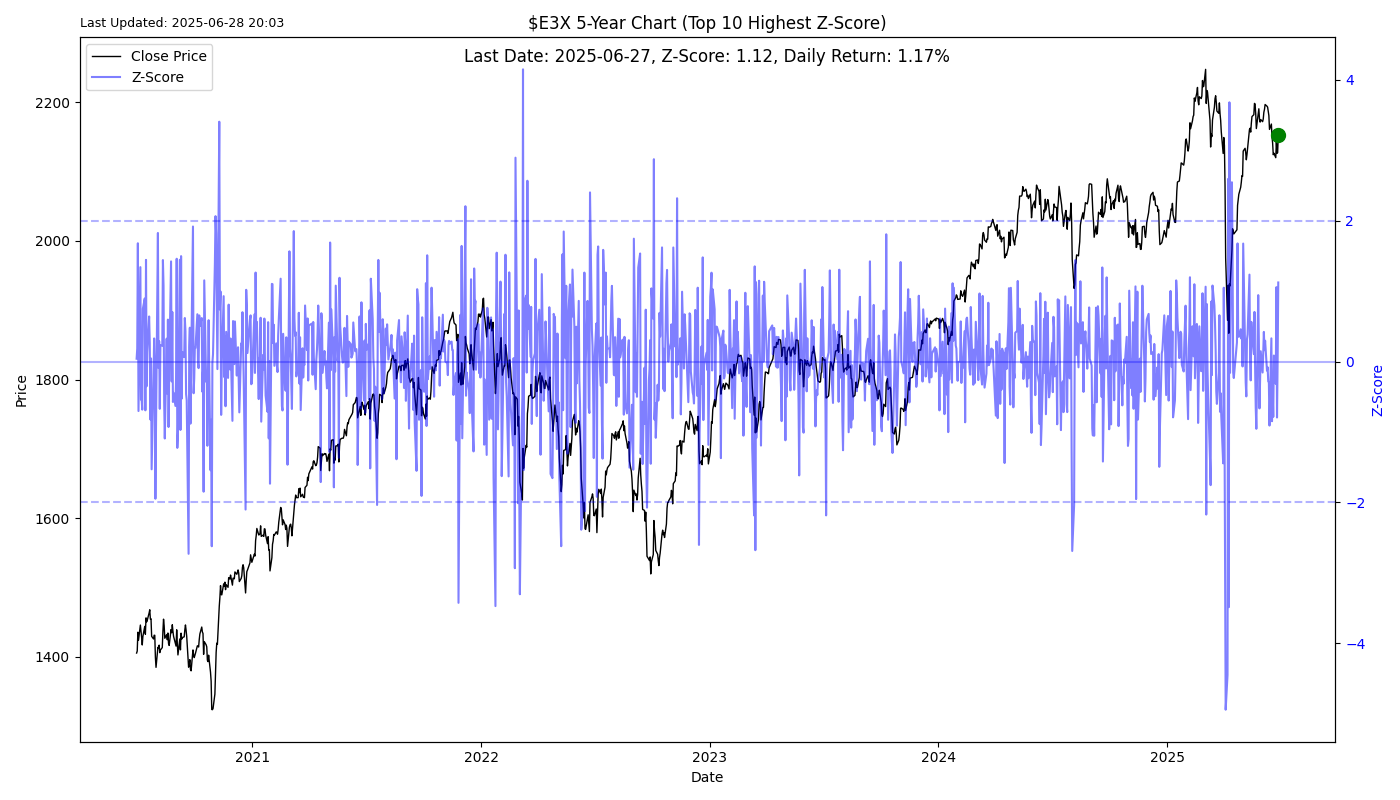 Last Updated: 2025-06-28 20:03
$E3X 5-Year Chart (Top 10 Highest Z-Score)
Last Date: 2025-06-27, Z-Score: 1.12, Daily Return: 1.17%
Close Price
Z-Score
2200
2000
1800
1600
1400
Price
4
2
0
−2
−4
Z-Score
2021
2022
2023
2024
2025
Date